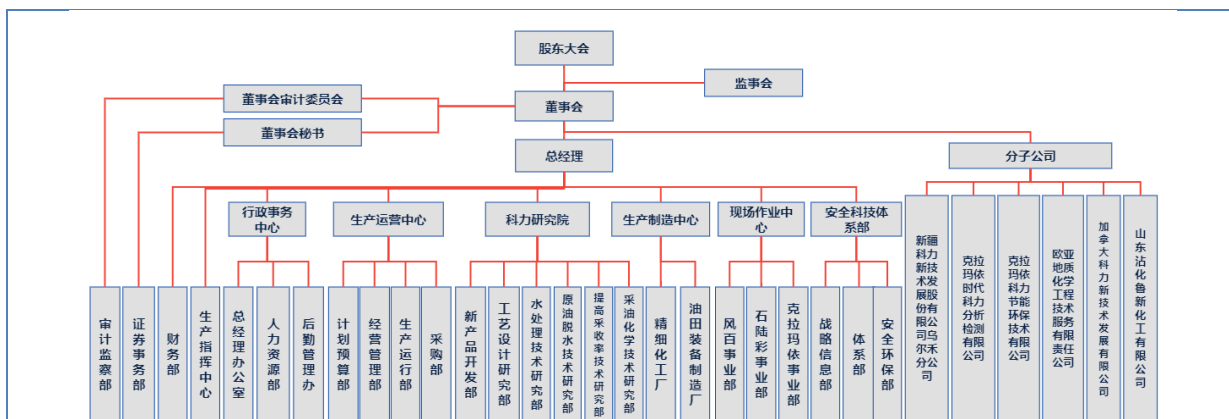 股东大会
监事会
董事会审计委员会
董事会
董事会秘书
总经理
分子公司
行政事务
中心
生产运营中心
科力研究院
生产制造中心
现场作业中
心
安全科技体
系部
审计监察部
证券事务部
财务部
生产指挥中心
总经理办公室
人力资源部
后勤管理办
计划预算部
经营管理部
生产运行部
采购部
新产品开发部
工艺设计研究部
水处理技术研究部
原油脱水技术研究部
提高采收率技术研究部
采油化学技术研究部
精细化工厂
油田装备制造厂
风百事业部
石陆彩事业部
克拉玛依事业部
战略信息部
体系部
安全环保部
新疆科力新技术发展股份有限公司乌尔禾分公司
克拉玛依时代科力分析检测有限公司
克拉玛依科力节能环保技术有限公司
欧亚地质化学工程技术服务有限责任公司
加拿大科力新技术发展有限公司
山东沾化鲁新化工有限公司